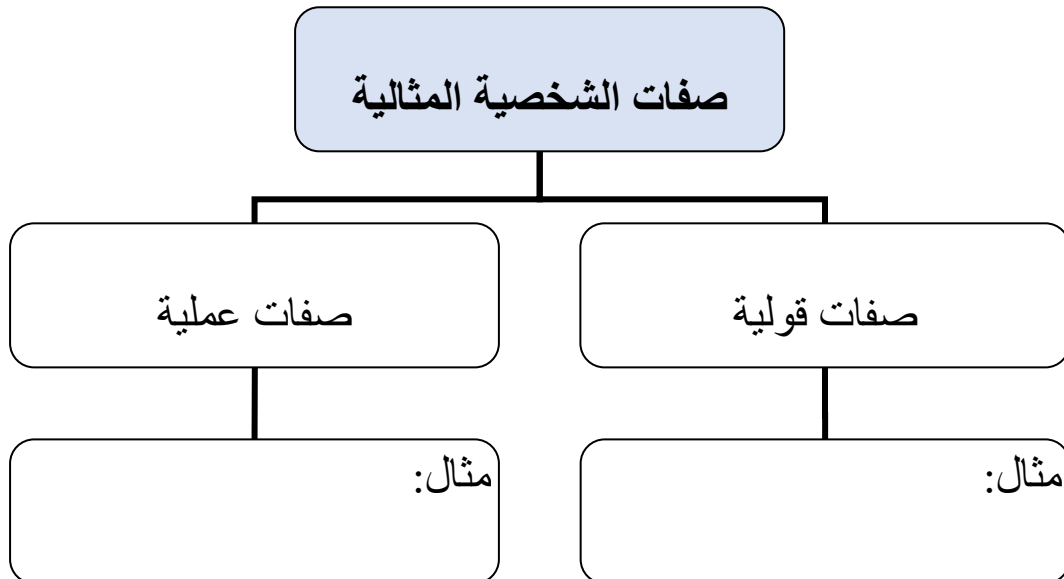 صفات الشخصية المثالية
صفات قولية
صفات عملية
مثال:
مثال: